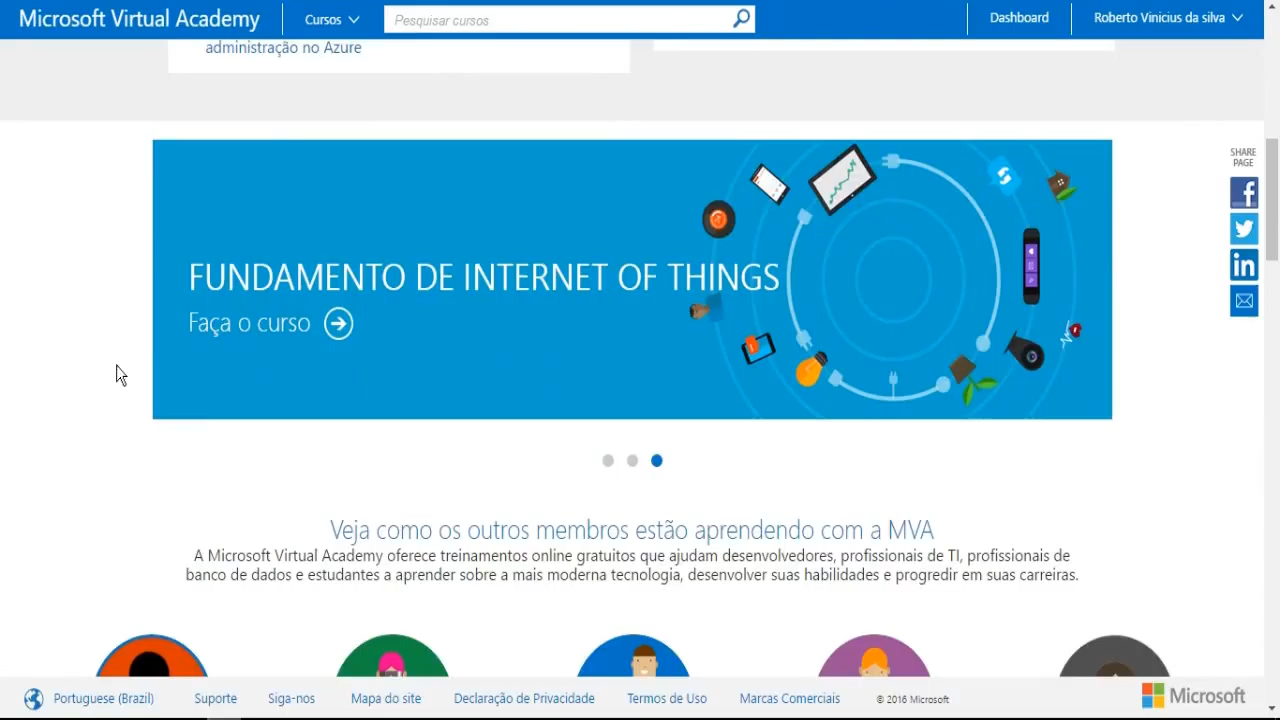 Microsoft Virtual Academy
Cursos
Pesquisar cursos
Dashboard
Roberto Vinicius da silva
administração no Azure
SHARE
PAGE
FUNDAMENTO DE INTERNET OF THINGS
Faça o curso
Veja como os outros membros estão aprendendo com a MVA
A Microsoft Virtual Academy oferece treinamentos online gratuitos que ajudam desenvolvedores, profissionais de TI, profissionais de
banco de dados e estudantes a aprender sobre a mais moderna tecnologia, desenvolver suas habilidades e progredir em suas carreiras.
Portuguese (Brazil)
Suporte
Siga-nos
Mapa do site
Declaração de Privacidade
Termos de Uso
Marcas Comerciais
© 2016 Microsoft
Microsoft